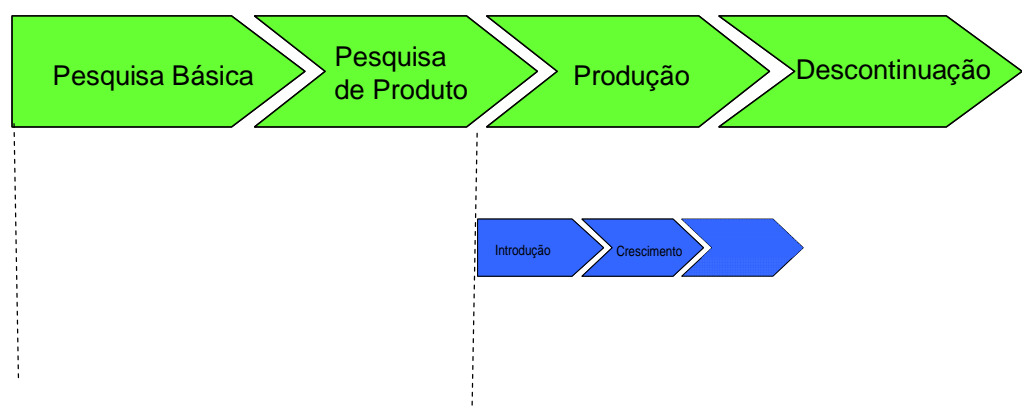 Pesquisa Básica
Pesquisa
de Produto
Produção
Descontinuação
Introdução
Crescimento